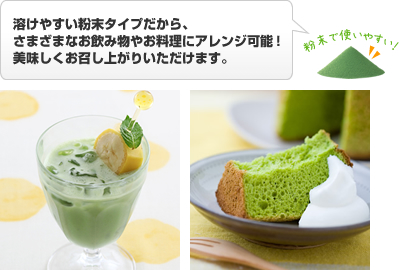 溶けやすい粉末タイプだから、
さまざまなお飲み物やお料理にアレンジ可能！
美味しくお召し上がりいただけます。
粉末で使いやすい！